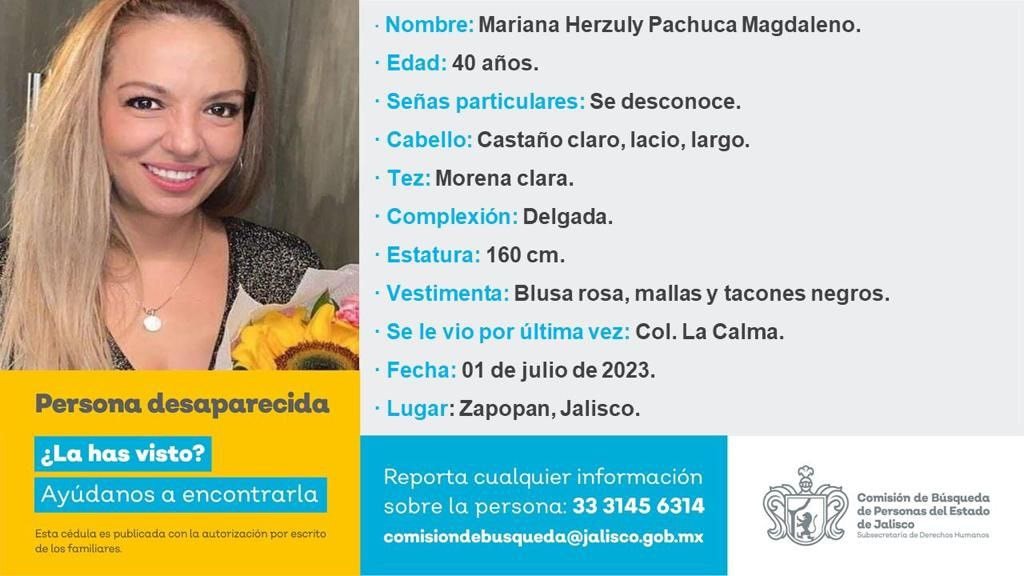 · Nombre: Mariana Herzuly Pachuca Magdaleno.
· Edad: 40 años.
· Señas particulares: Se desconoce.
· Cabello: Castaño claro, lacio, largo.
· Tez: Morena clara.
· Complexión: Delgada.
· Estatura: 160 cm.
· Vestimenta: Blusa rosa, mallas y tacones negros.
· Se le vio por última vez: Col. La Calma.
· Fecha: 01 de julio de 2023.
· Lugar: Zapopan, Jalisco.
Persona desaparecida
¿La has visto?
Ayúdanos a encontrarla
Esta cédula es publicada con la autorización por escrito
de los familiares.
Reporta cualquier información
sobre la persona: 33 3145 6314
comisiondebusqueda@jalisco.gob.mx
Comisión de Búsqueda
de Personas del Estado
de Jalisco
Subsecretaría de Derechos Humanos